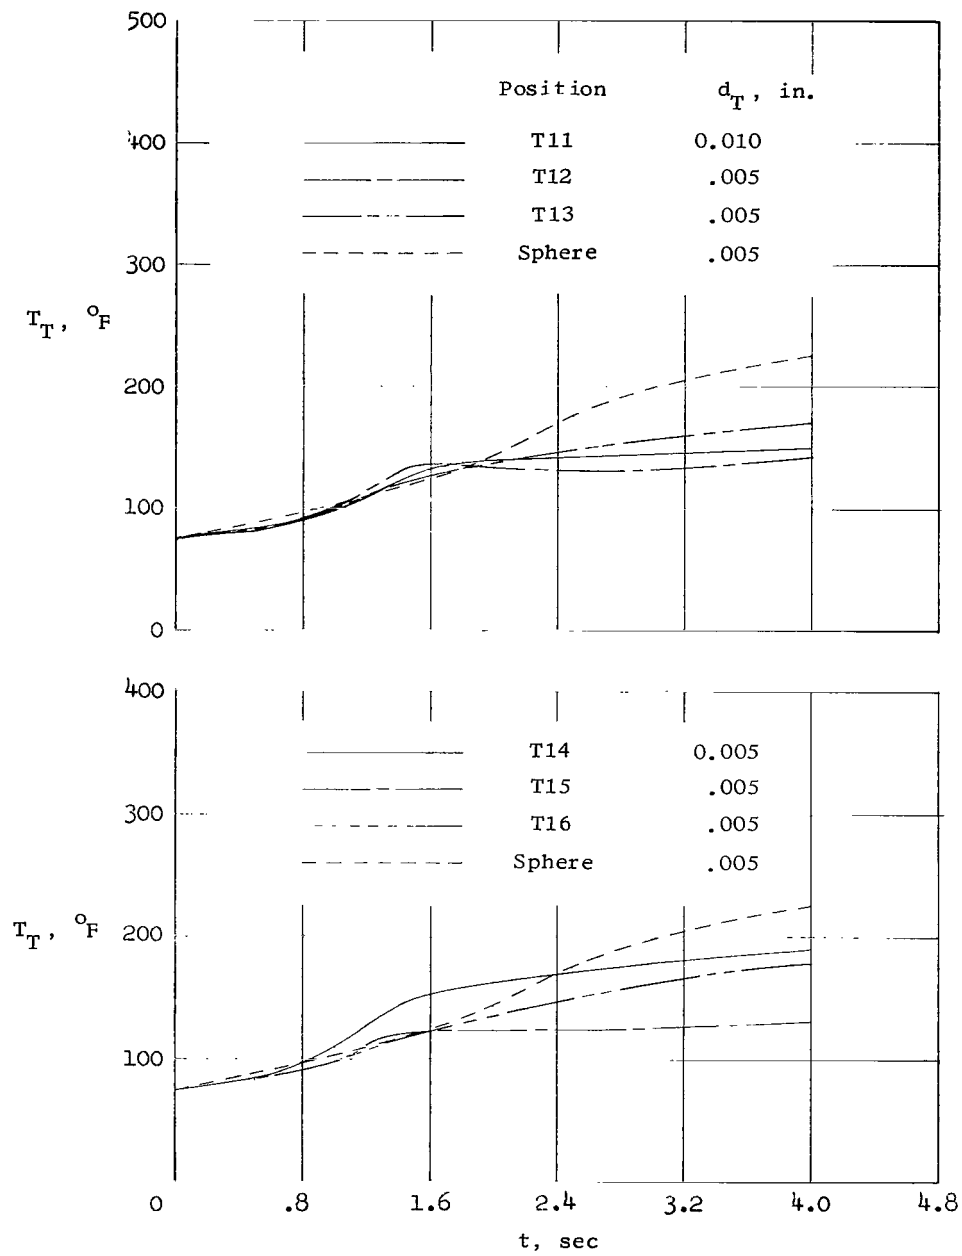 500
Position d_T, in.
400
T11 0.010
T12 .005
T13 .005
Sphere .005
300
T_T, °F
200
100
0
400
T14 0.005
T15 .005
300
T16 .005
Sphere .005
T_T, °F 200
100
0 .8 1.6 2.4 3.2 4.0 4.8
t, sec